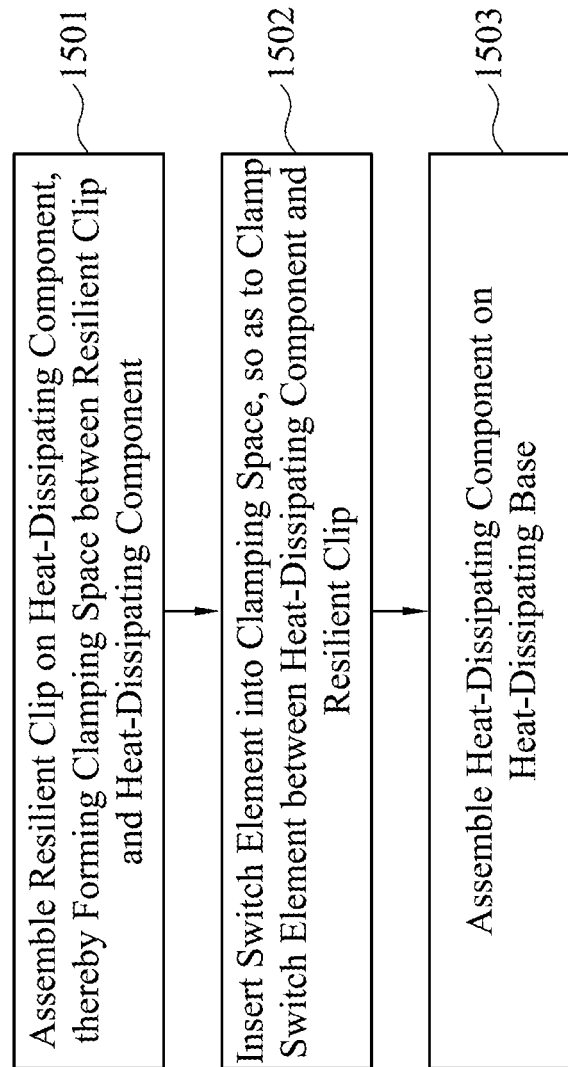 Assemble Resilient Clip on Heat-Dissipating Component,
thereby Forming Clamping Space between Resilient Clip
and Heat-Dissipating Component
1501
Insert Switch Element into Clamping Space, so as to Clamp
Switch Element between Heat-Dissipating Component and
Resilient Clip
1502
Assemble Heat-Dissipating Component on
Heat-Dissipating Base
1503